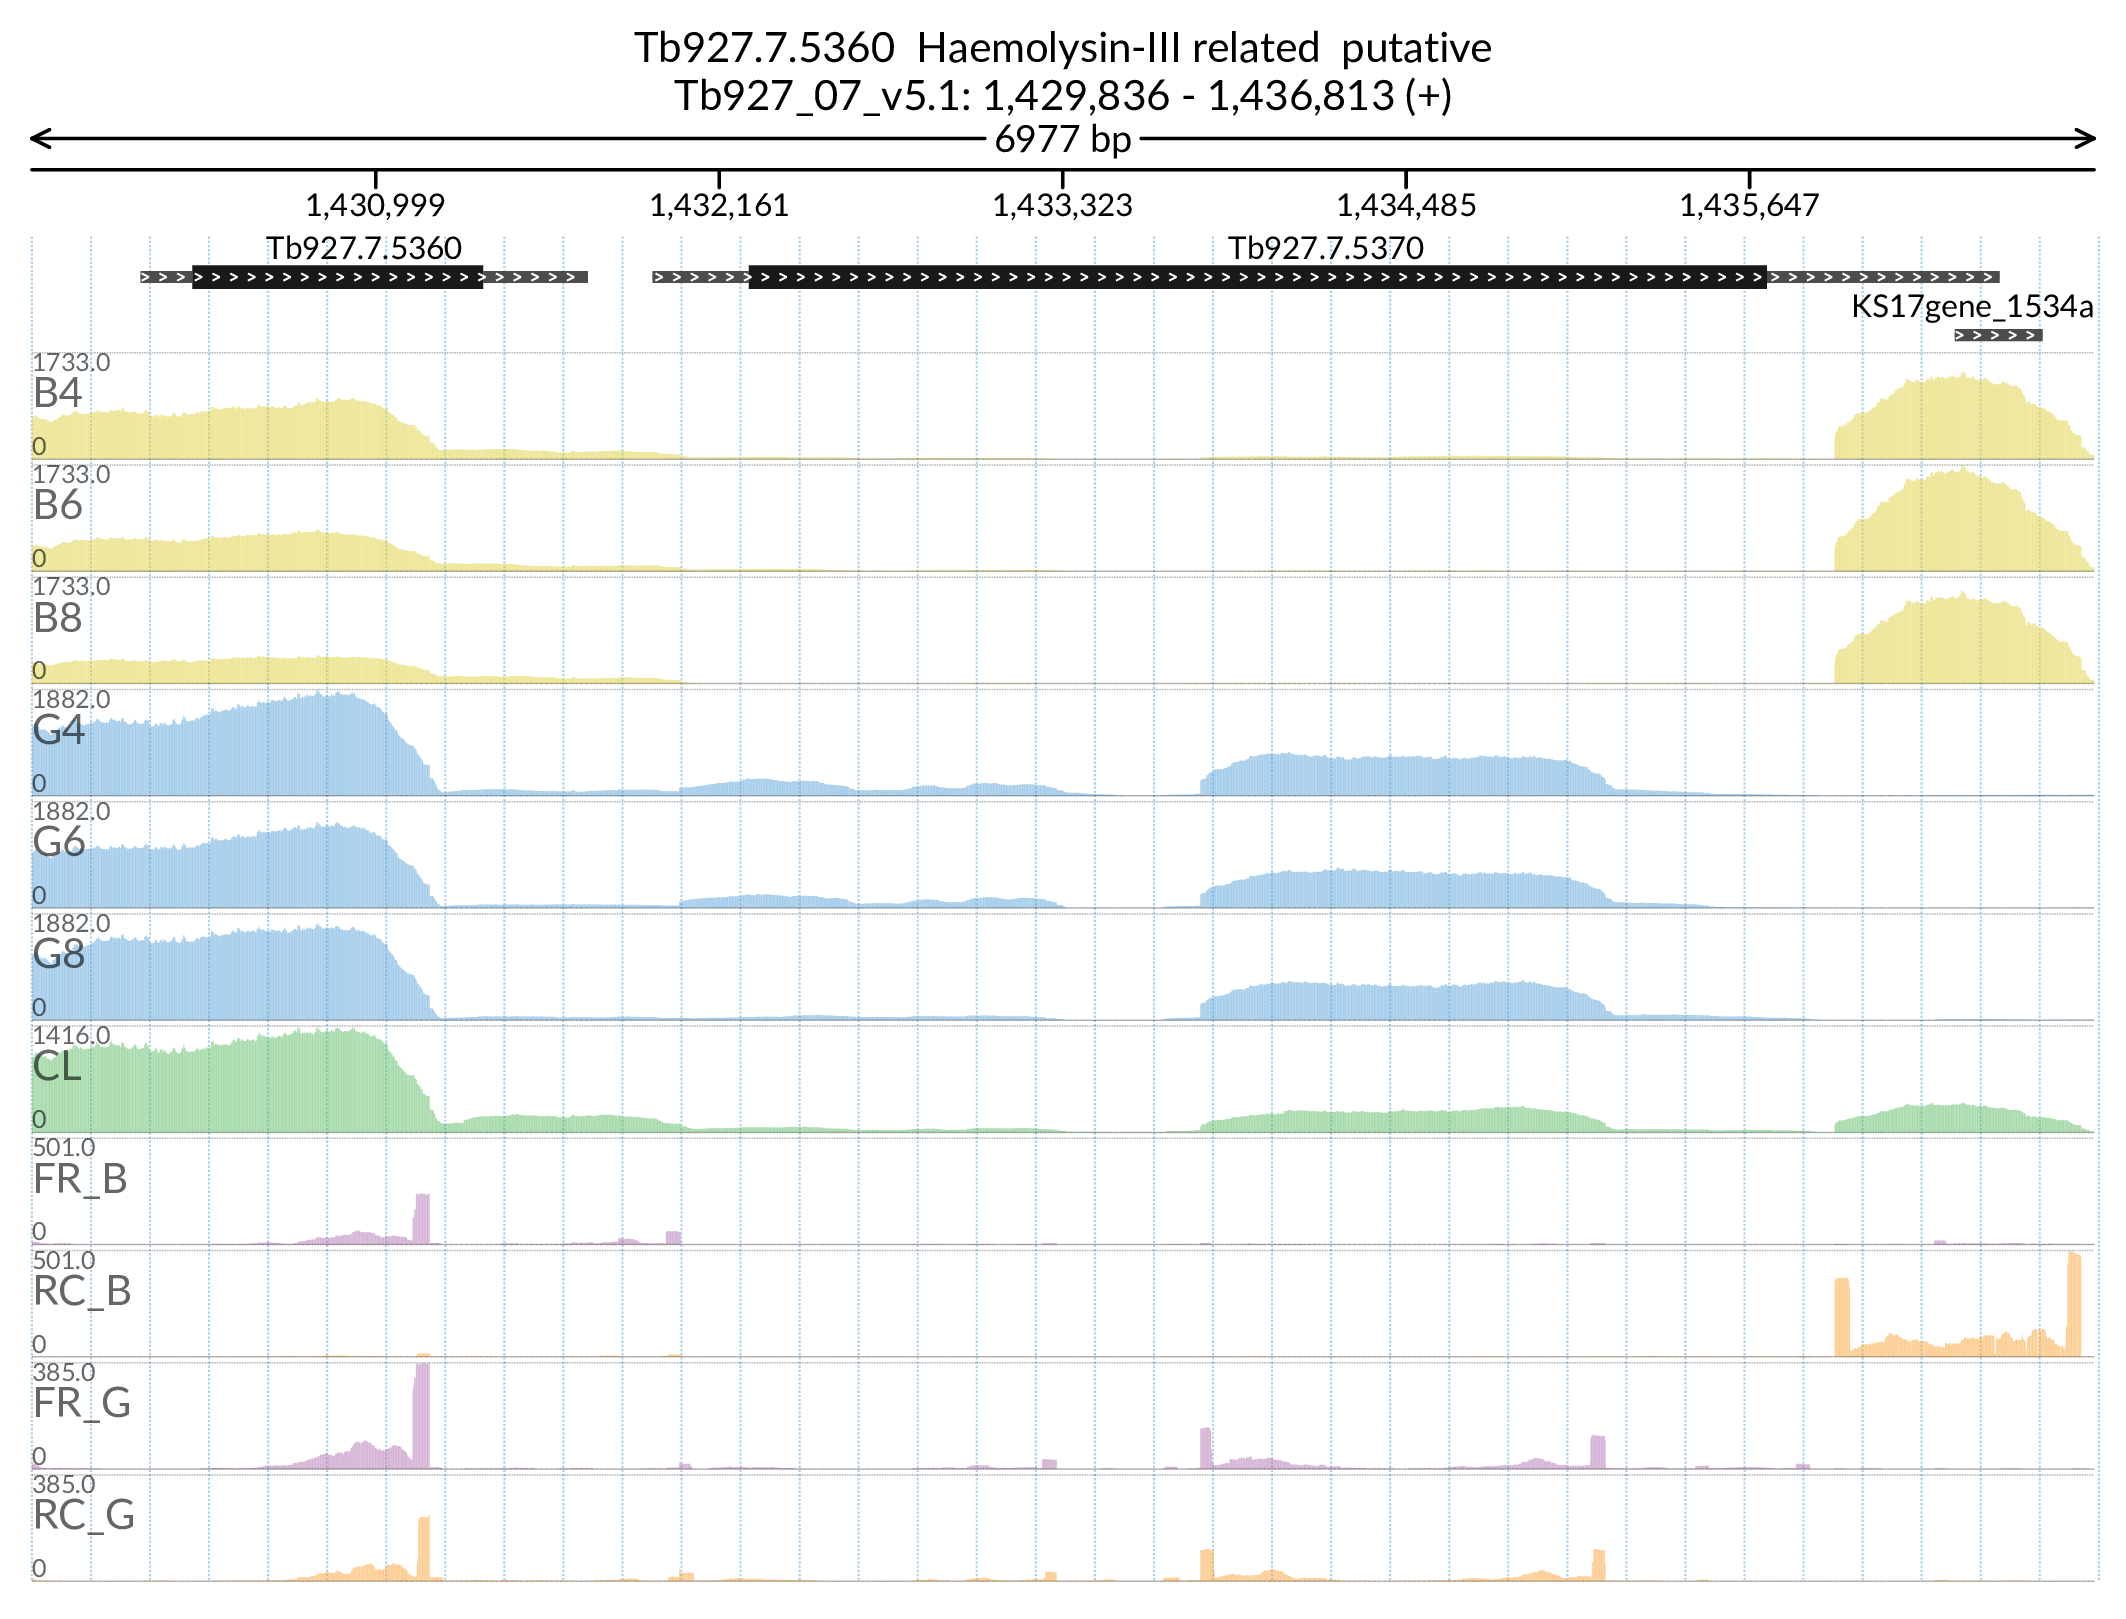 Tb927.7.5360 Haemolysin-III related putative
Tb927_07_v5.1: 1,429,836 - 1,436,813 (+)
6977 bp
1,430,999 1,432,161 1,433,323 1,434,485 1,435,647
Tb927.7.5360 Tb927.7.5370
KS17gene_1534a
1733.0
B4
0
1733.0
B6
0
1733.0
B8
0
1882.0
G4
0
1882.0
G6
0
1882.0
G8
0
1416.0
CL
0
501.0
FR_B
0
501.0
RC_B
0
385.0
FR_G
0
385.0
RC_G
0